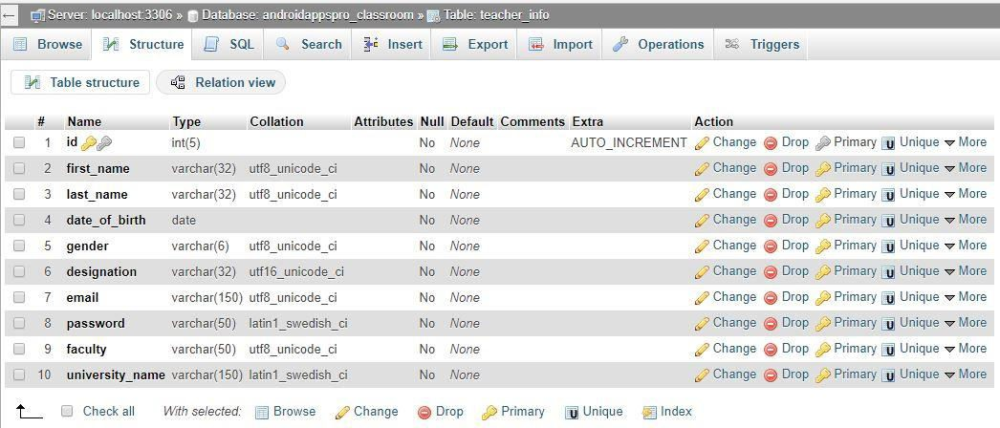 Server: localhost:3306 » Database: androidappspro_classroom » Table: teacher_info
Browse Structure SQL Search Insert Export Import Operations Triggers
Table structure Relation view
# Name Type Collation Attributes Null Default Comments Extra Action
1 id int(5) No None AUTO_INCREMENT Change Drop Primary Unique More
2 first_name varchar(32) utf8_unicode_ci No None Change Drop Primary Unique More
3 last_name varchar(32) utf8_unicode_ci No None Change Drop Primary Unique More
4 date_of_birth date No None Change Drop Primary Unique More
5 gender varchar(6) utf8_unicode_ci No None Change Drop Primary Unique More
6 designation varchar(32) utf16_unicode_ci No None Change Drop Primary Unique More
7 email varchar(150) utf8_unicode_ci No None Change Drop Primary Unique More
8 password varchar(50) latin1_swedish_ci No None Change Drop Primary Unique More
9 faculty varchar(50) utf8_unicode_ci No None Change Drop Primary Unique More
10 university_name varchar(150) latin1_swedish_ci No None Change Drop Primary Unique More
Check all With selected: Browse Change Drop Primary Unique Index